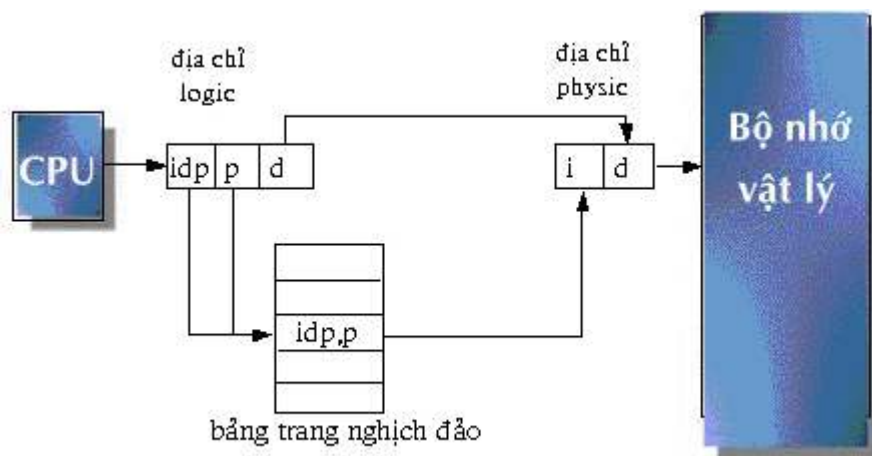 địa chỉ
logic
địa chỉ
physic
CPU
idp p d
i d
Bộ nhớ
vật lý
idp,p
bảng trang nghịch đảo